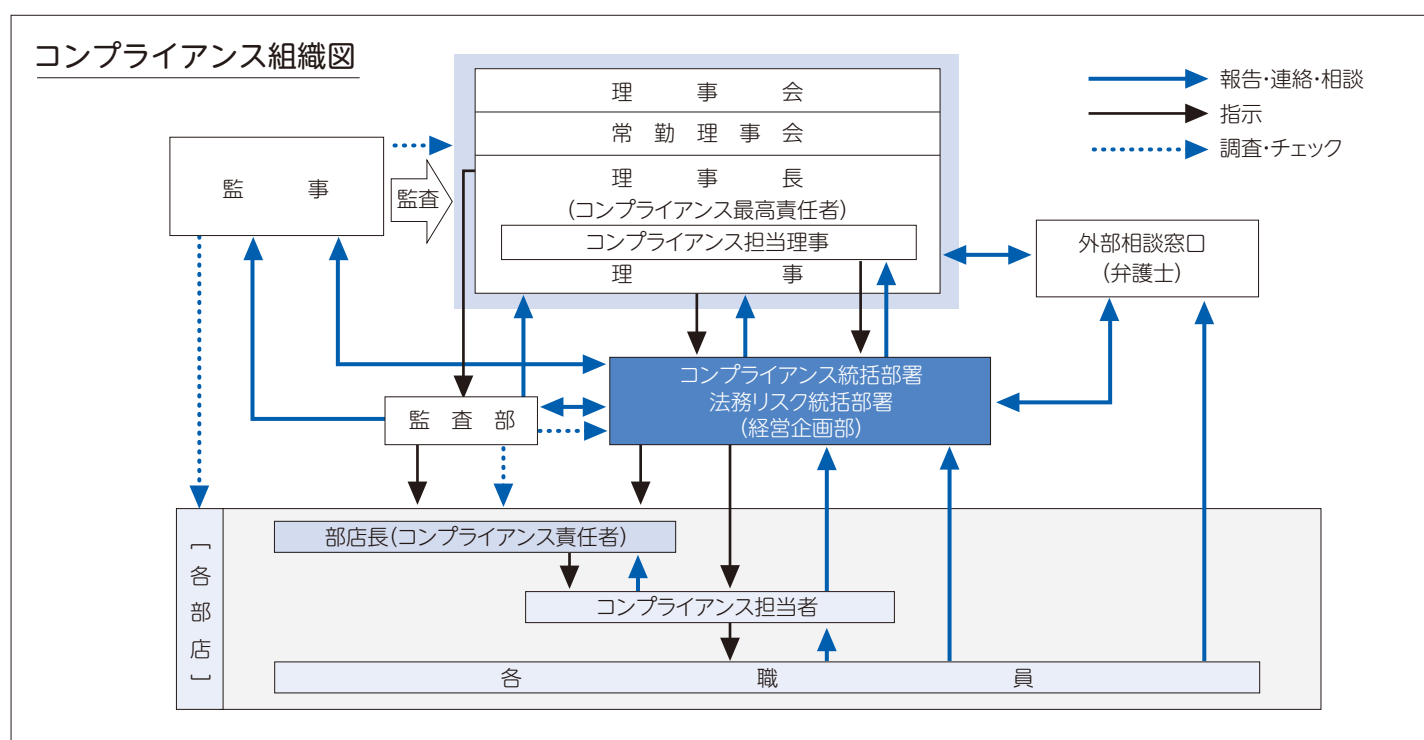 コンプライアンス組織図
報告・連絡・相談
指示
調査・チェック
理事会
常勤理事会
理事長
(コンプライアンス最高責任者)
コンプライアンス担当理事
理事
監事
監査
外部相談窓口
(弁護士)
コンプライアンス統括部署
法務リスク統括部署
(経営企画部)
監査部
[各部店]
部店長(コンプライアンス責任者)
コンプライアンス担当者
各職員